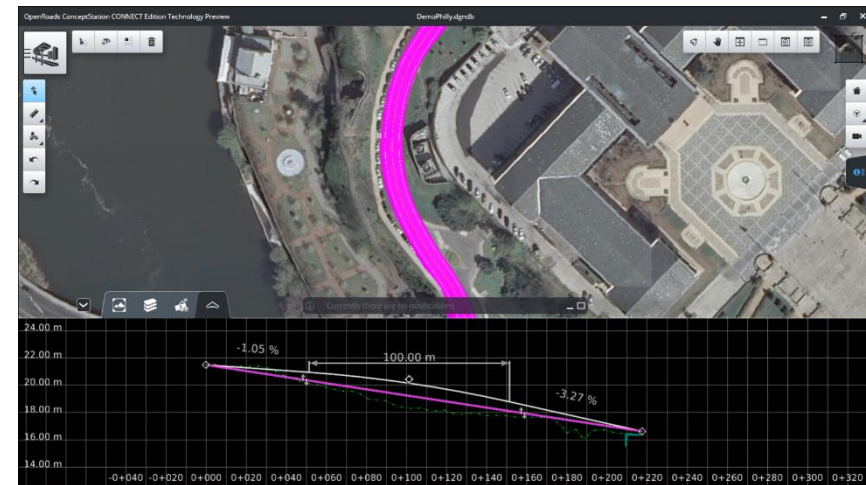 OpenRoads ConceptStation CONNECT Edition Technology Preview
DemoPhilly.dgndb
Currently there are no notifications
24.00 m
22.00 m
20.00 m
18.00 m
16.00 m
14.00 m
-1.05 %
100.00 m
-3.27 %
-0+040 -0+020 0+000 0+020 0+040 0+060 0+080 0+100 0+120 0+140 0+160 0+180 0+200 0+220 0+240 0+260 0+280 0+300 0+320